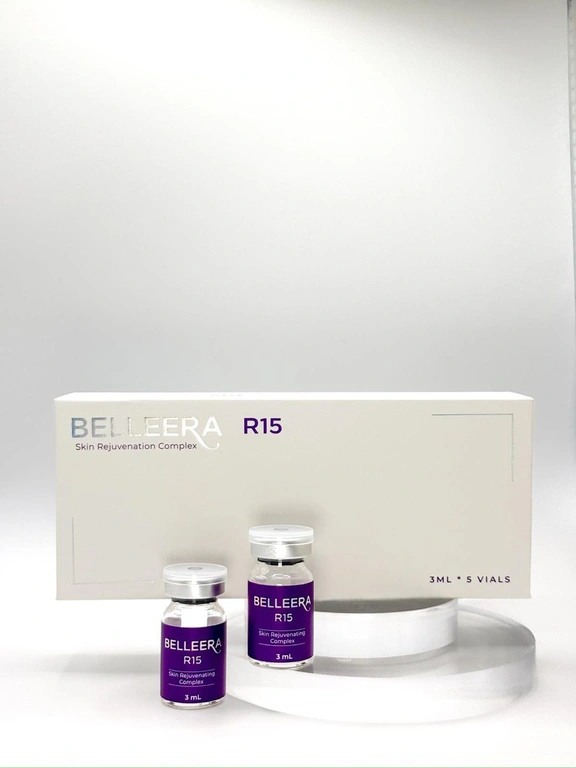 BELLEERA R15
Skin Rejuvenation Complex
3ML * 5 VIALS
BELLEERA
R15
Skin Rejuvenating
Complex
3 mL
BELLEERA
R15
Skin Rejuvenating
Complex
3 mL